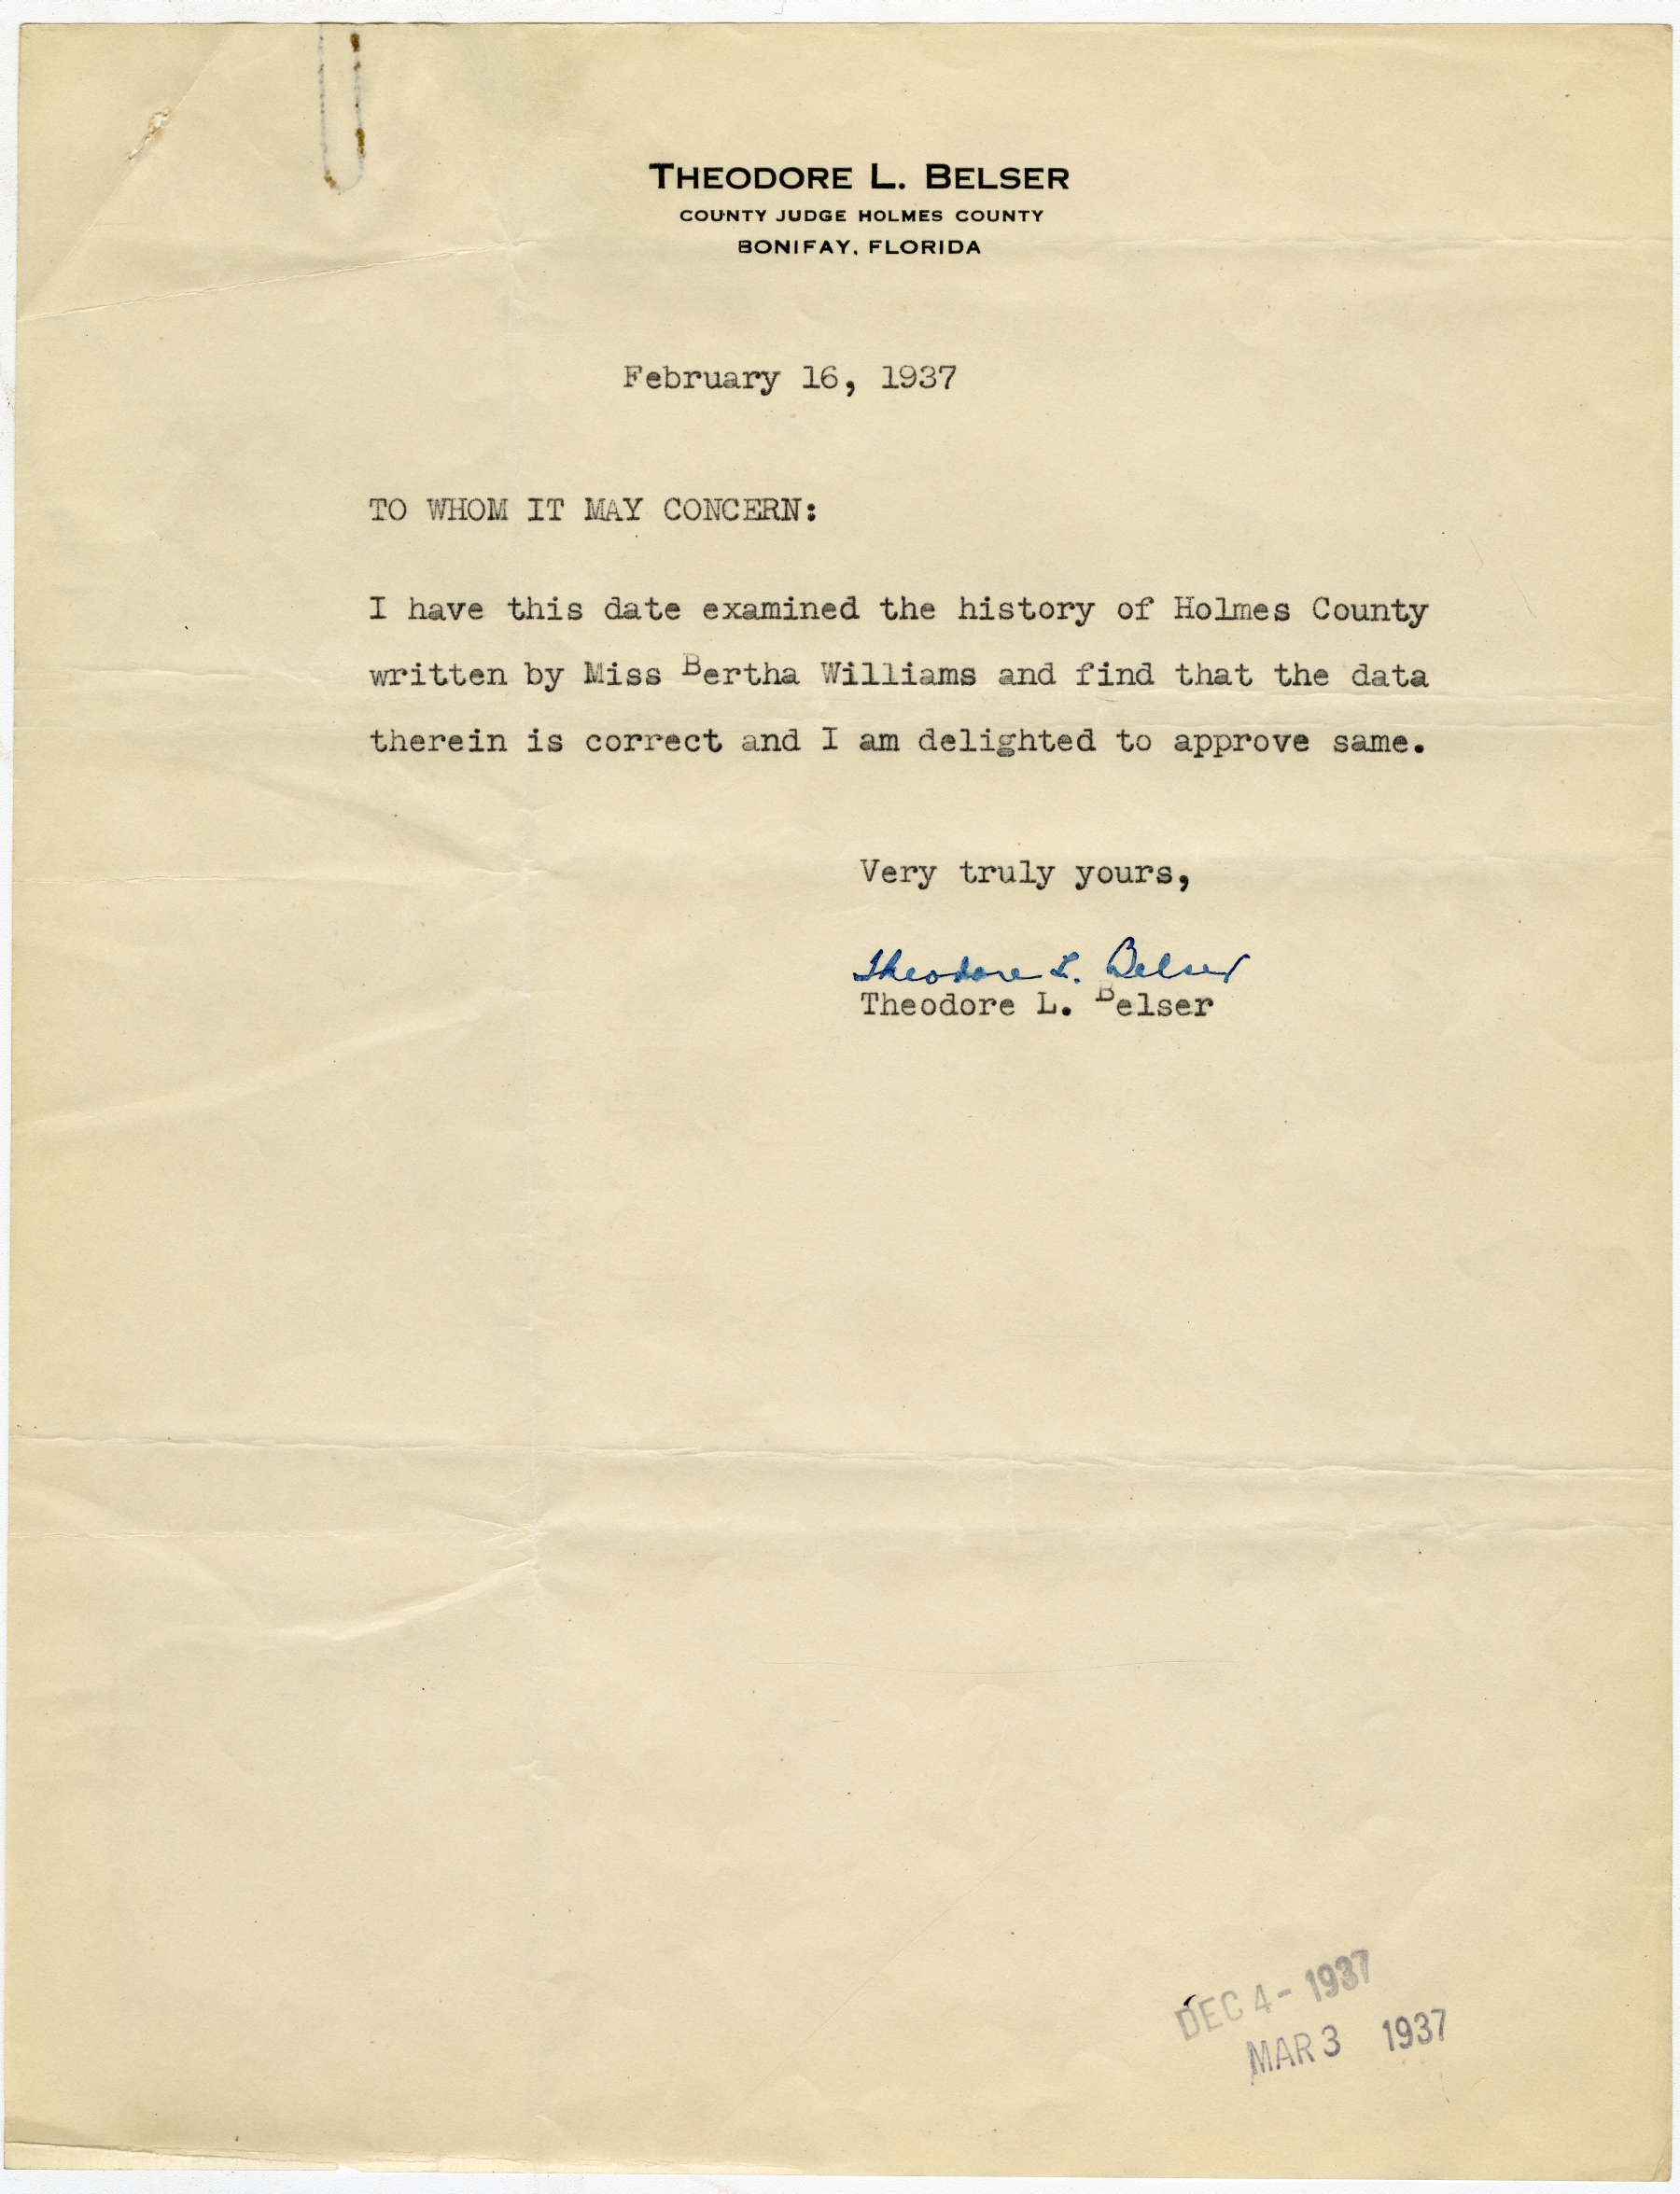 THEODORE L. BELSER
COUNTY JUDGE HOLMES COUNTY
BONIFAY, FLORIDA
February 16, 1937
TO WHOM IT MAY CONCERN:
I have this date examined the history of Holmes County
written by Miss Bertha Williams and find that the data
therein is correct and I am delighted to approve same.
Very truly yours,
Theodore L. Belser
Theodore L. Belser
DEC 4 - 1937
MAR 3 1937